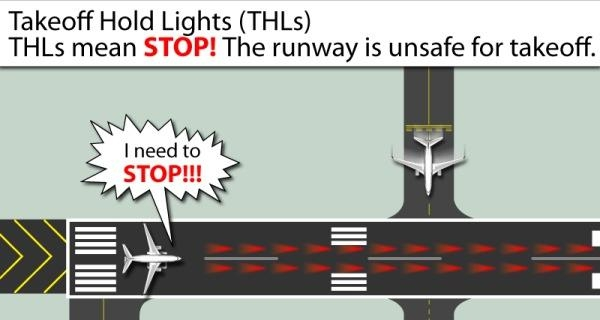 Takeoff Hold Lights (THLs)
THLs mean STOP! The runway is unsafe for takeoff.
I need to
STOP!!!